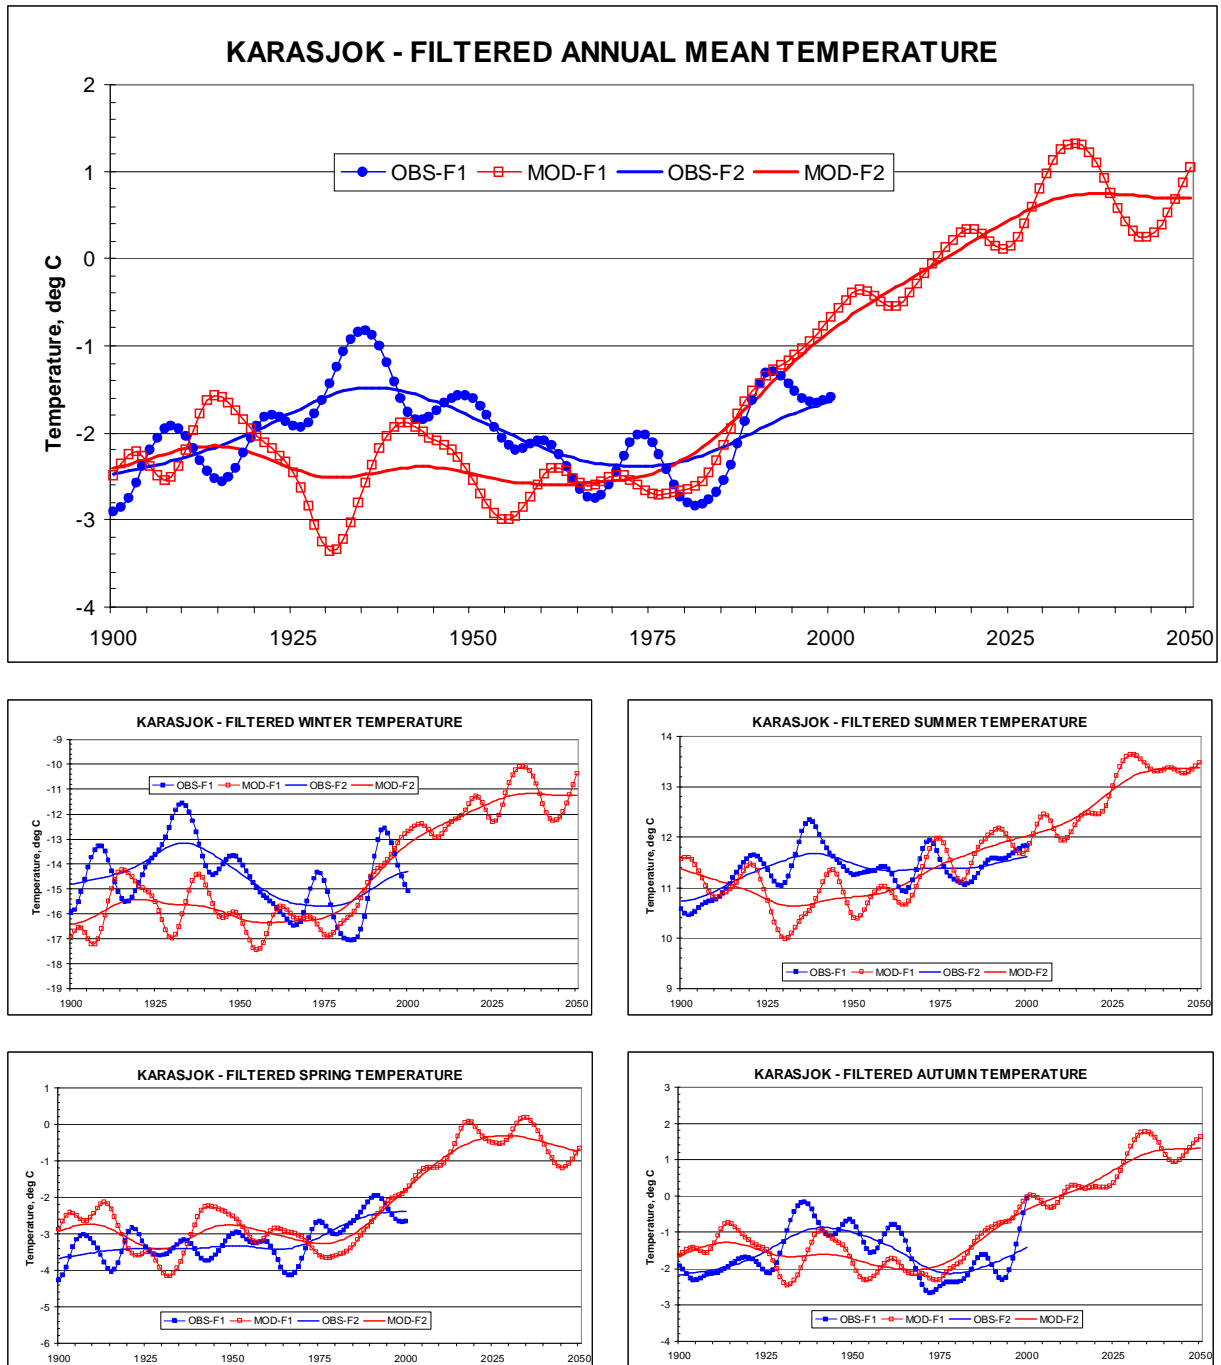 KARASJOK - FILTERED ANNUAL MEAN TEMPERATURE
2
1
0
-1
-2
-3
-4
Temperature, deg C
OBS-F1 MOD-F1 OBS-F2 MOD-F2
1900 1925 1950 1975 2000 2025 2050
KARASJOK - FILTERED WINTER TEMPERATURE
-9
-10
-11
-12
-13
-14
-15
-16
-17
-18
-19
Temperature, deg C
OBS-F1 MOD-F1 OBS-F2 MOD-F2
1900 1925 1950 1975 2000 2025 2050
KARASJOK - FILTERED SUMMER TEMPERATURE
14
13
12
11
10
9
Temperature, deg C
OBS-F1 MOD-F1 OBS-F2 MOD-F2
1900 1925 1950 1975 2000 2025 2050
KARASJOK - FILTERED SPRING TEMPERATURE
1
0
-1
-2
-3
-4
-5
-6
Temperature, deg C
OBS-F1 MOD-F1 OBS-F2 MOD-F2
1900 1925 1950 1975 2000 2025 2050
KARASJOK - FILTERED AUTUMN TEMPERATURE
3
2
1
0
-1
-2
-3
-4
Temperature, deg C
OBS-F1 MOD-F1 OBS-F2 MOD-F2
1900 1925 1950 1975 2000 2025 2050